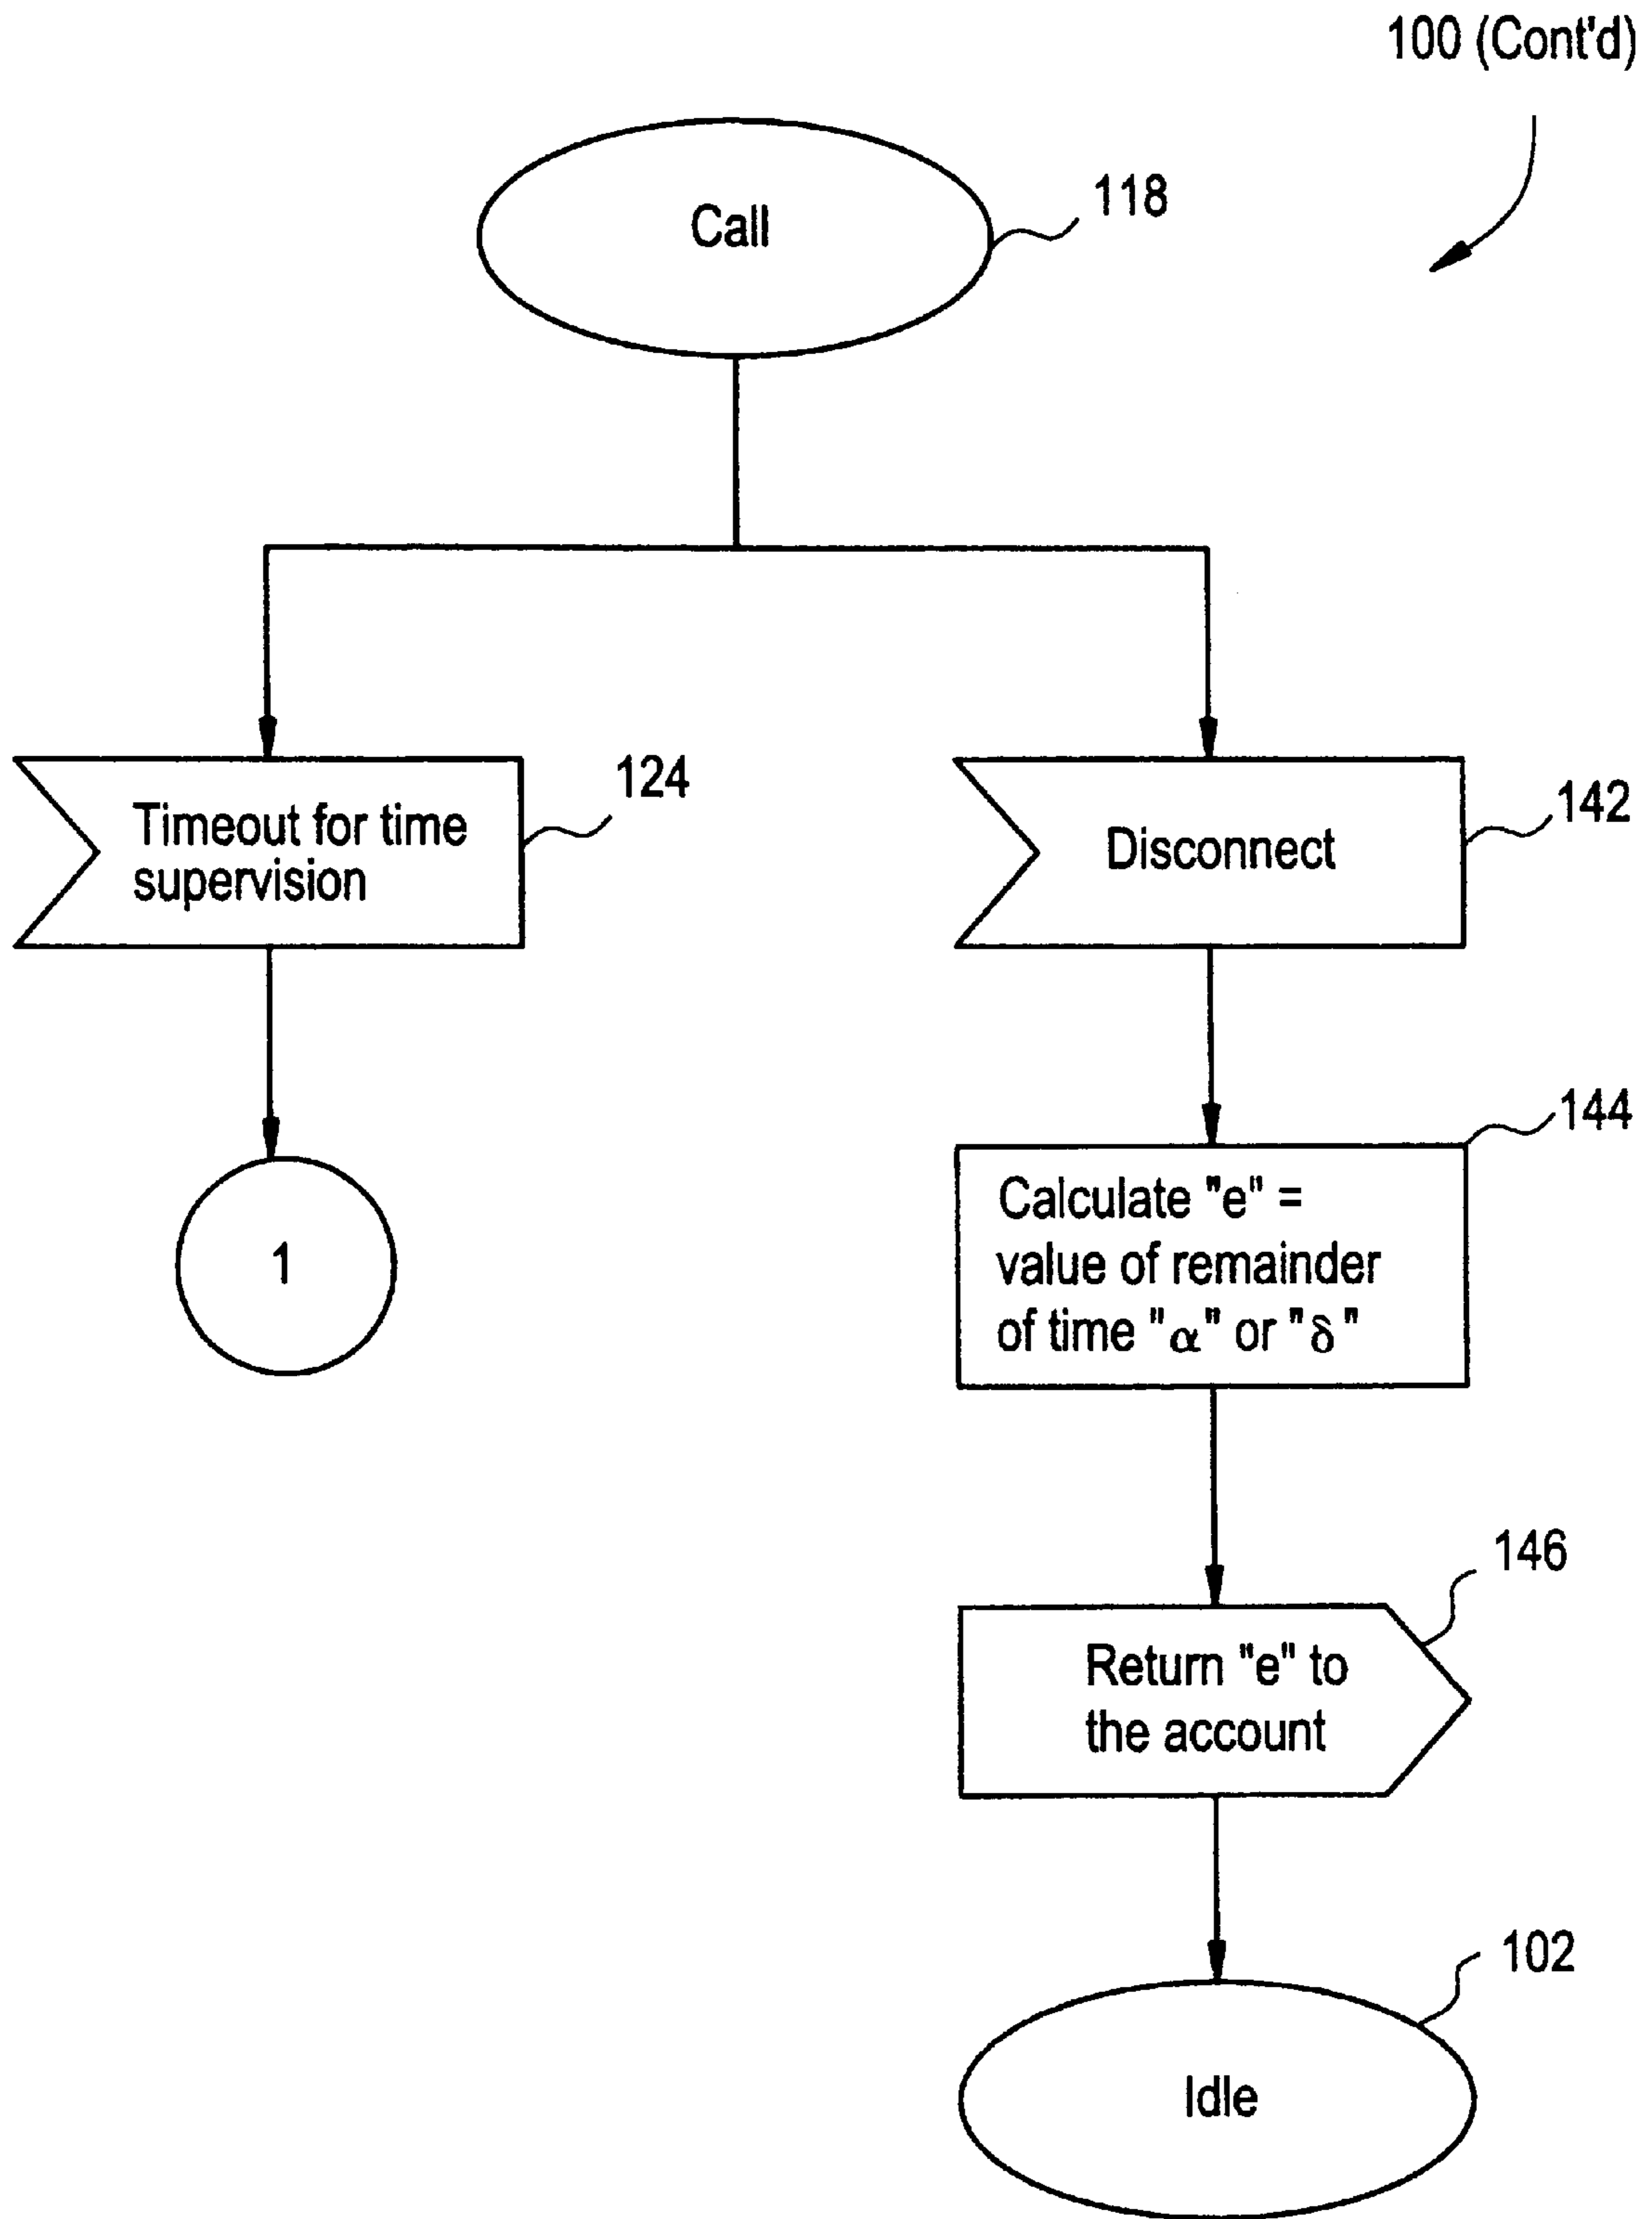 100 (Cont'd)
Call
118
Timeout for time
supervision
124
Disconnect
142
1
144
Calculate "e" =
value of remainder
of time "α" or "δ"
146
Return "e" to
the account
102
Idle